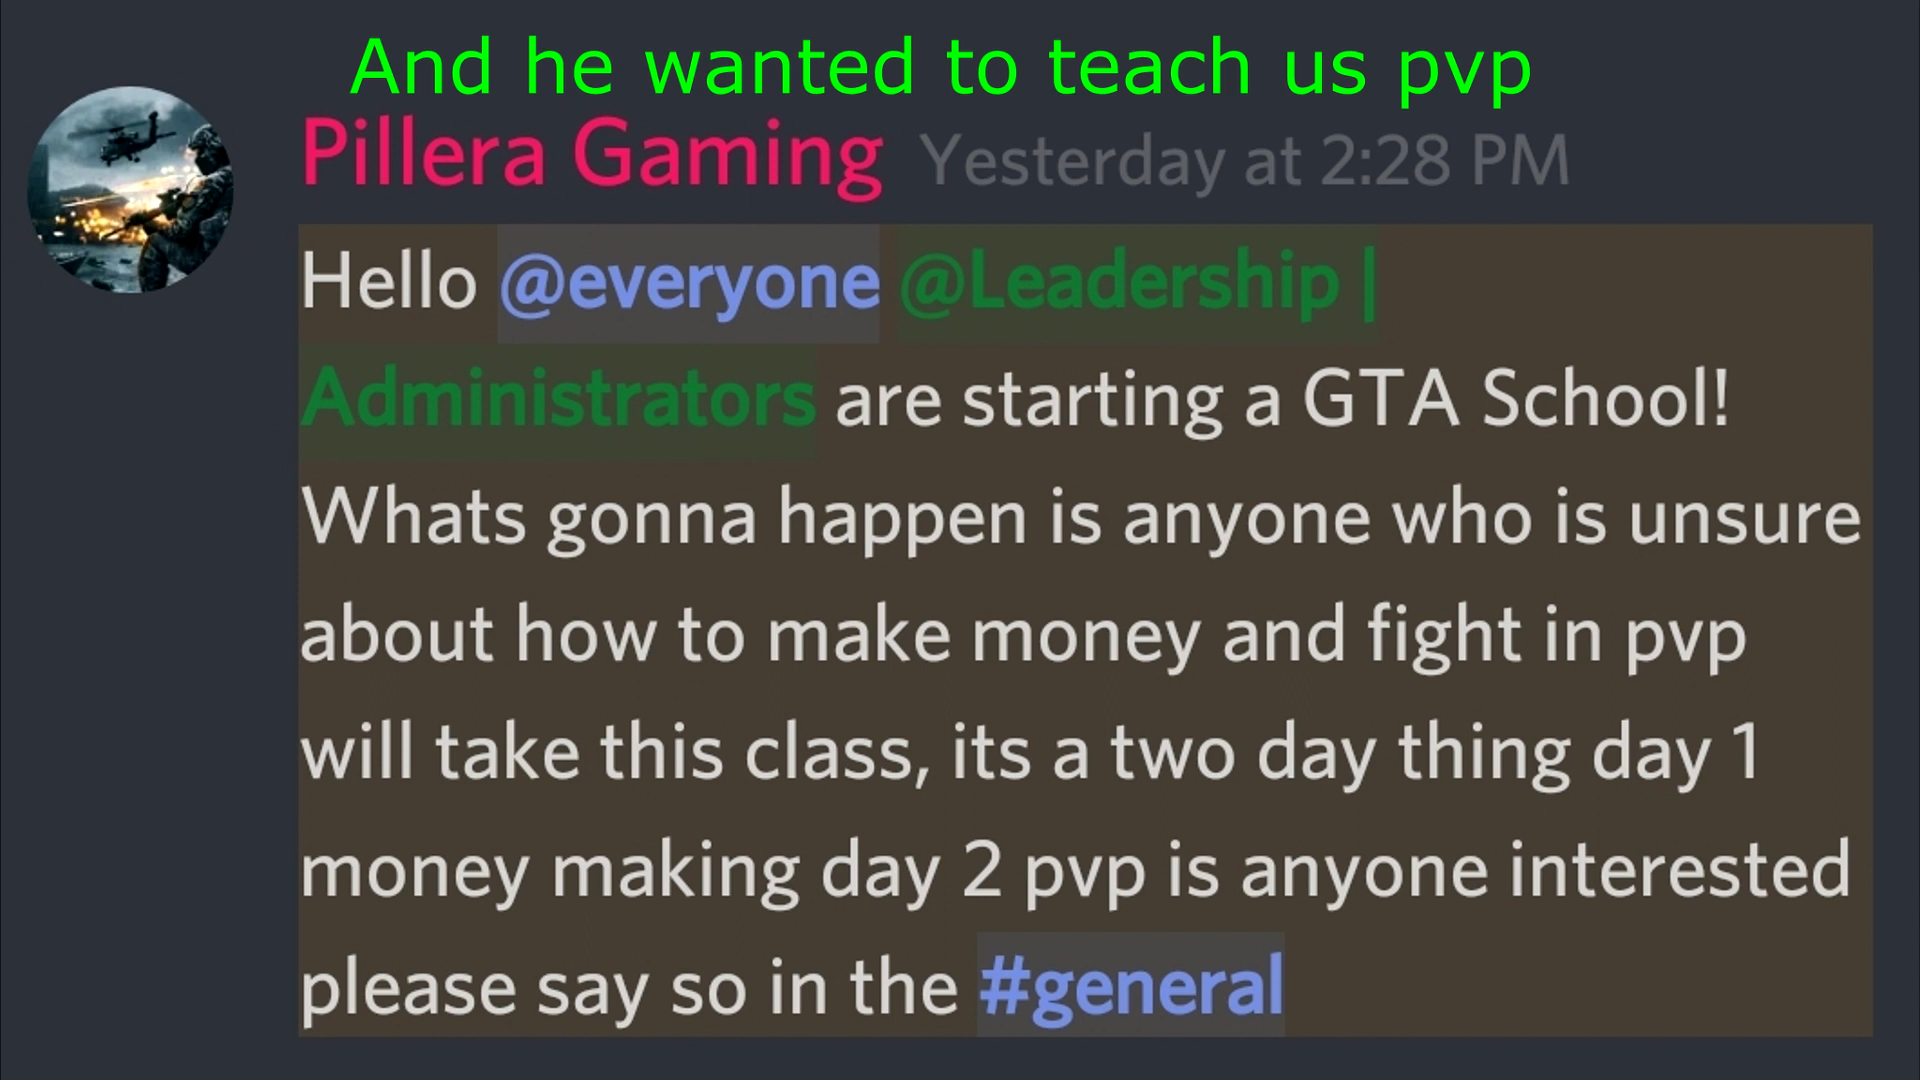 And he wanted to teach us pvp
Pillera Gaming Yesterday at 2:28 PM
Hello @everyone @Leadership |
Administrators are starting a GTA School!
Whats gonna happen is anyone who is unsure
about how to make money and fight in pvp
will take this class, its a two day thing day 1
money making day 2 pvp is anyone interested
please say so in the #general